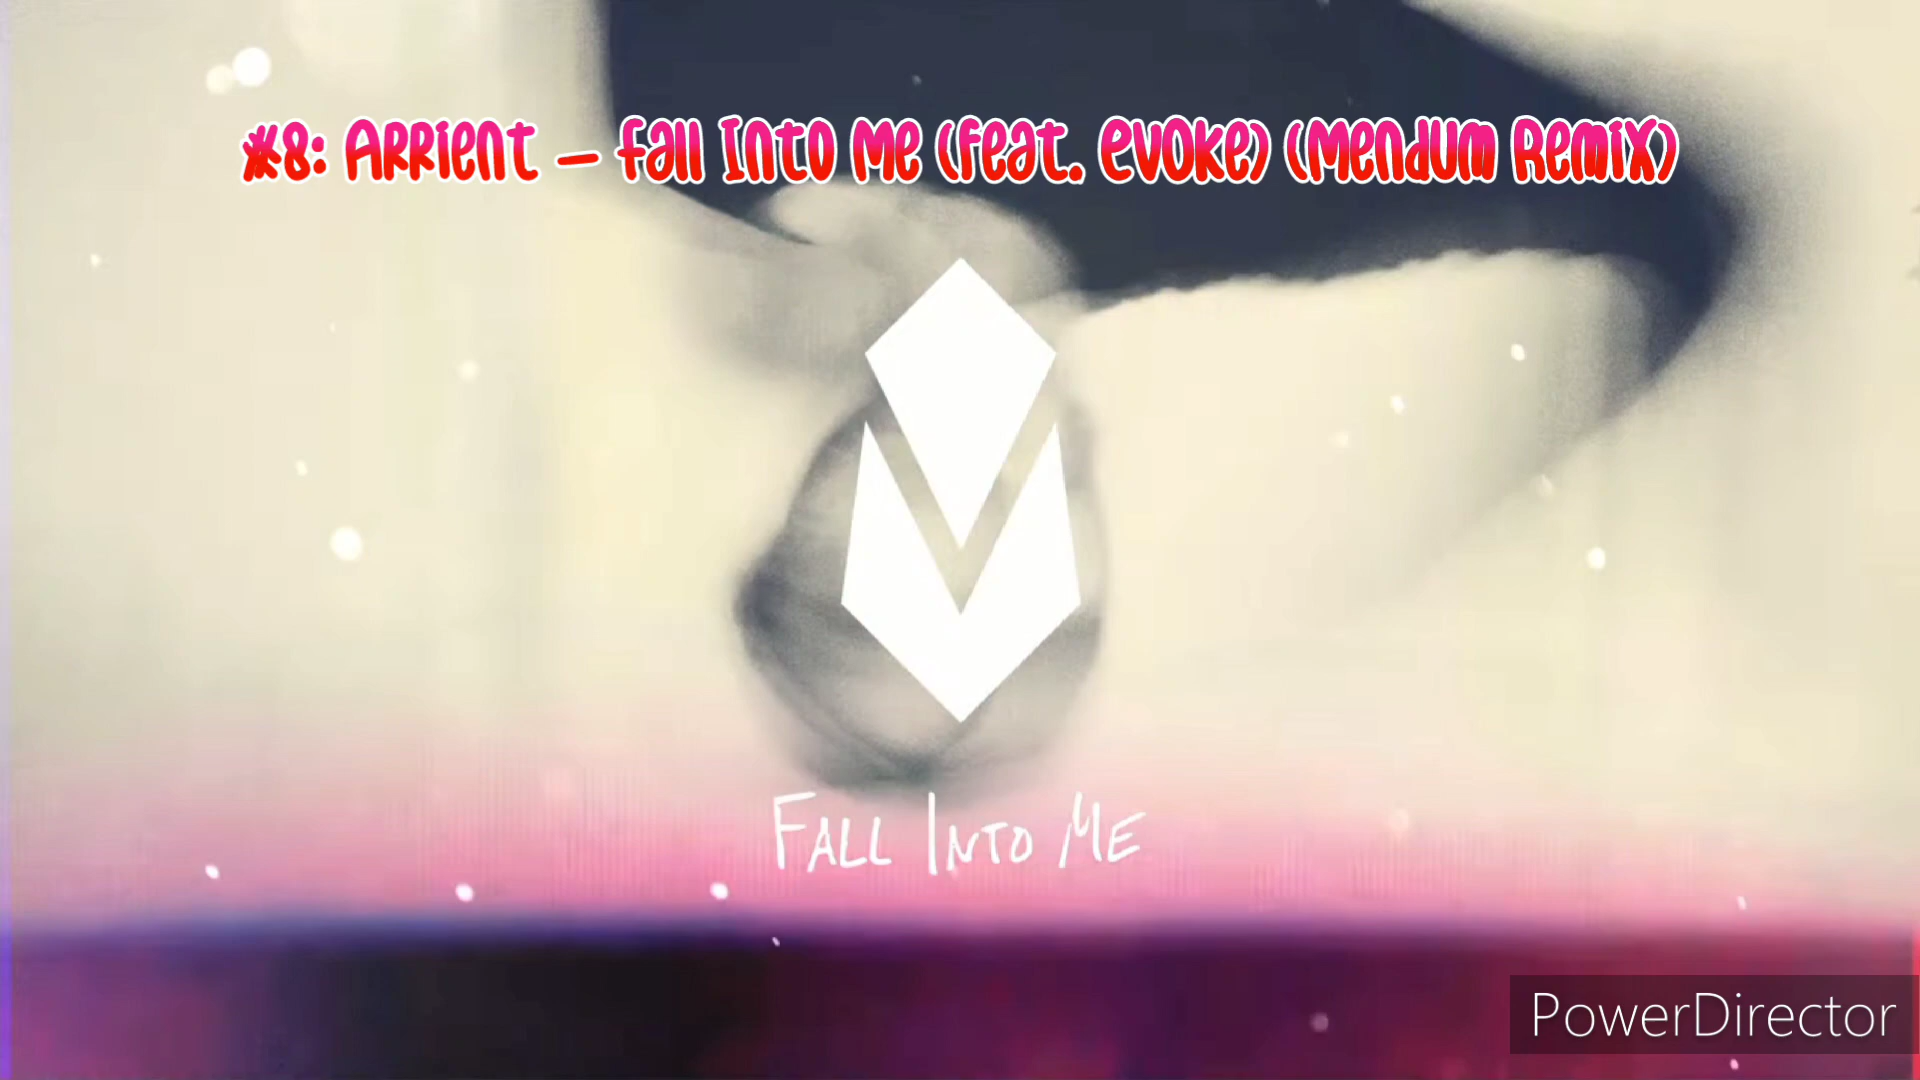 #8: Arrient – Fall Into Me (feat. Evoke) (Mendum Remix)
Fall Into Me
PowerDirector